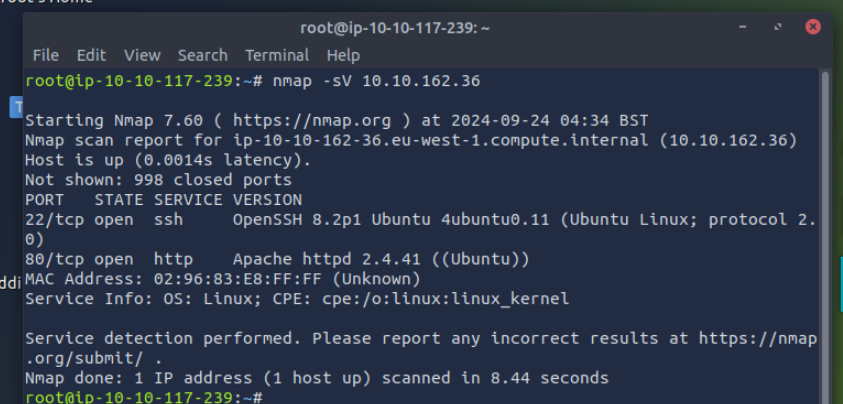 root@ip-10-10-117-239: ~
File Edit View Search Terminal Help
root@ip-10-10-117-239:~# nmap -sV 10.10.162.36
Starting Nmap 7.60 ( https://nmap.org ) at 2024-09-24 04:34 BST
Nmap scan report for ip-10-10-162-36.eu-west-1.compute.internal (10.10.162.36)
Host is up (0.0014s latency).
Not shown: 998 closed ports
PORT   STATE SERVICE VERSION
22/tcp open  ssh     OpenSSH 8.2p1 Ubuntu 4ubuntu0.11 (Ubuntu Linux; protocol 2.
0)
80/tcp open  http    Apache httpd 2.4.41 ((Ubuntu))
MAC Address: 02:96:83:E8:FF:FF (Unknown)
Service Info: OS: Linux; CPE: cpe:/o:linux:linux_kernel
Service detection performed. Please report any incorrect results at https://nmap
.org/submit/ .
Nmap done: 1 IP address (1 host up) scanned in 8.44 seconds
root@ip-10-10-117-239:~#